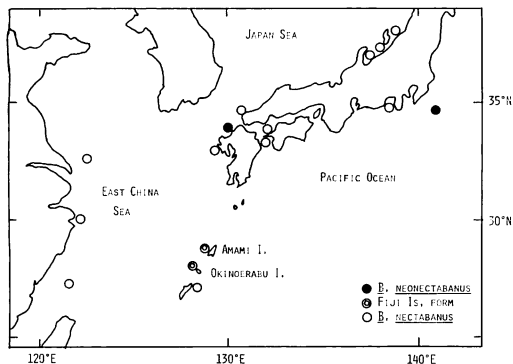 JAPAN SEA
35°N
PACIFIC OCEAN
EAST CHINA
SEA
30°N
AMAMI I.
OKINOERABU I.
B. NEONECTABANUS
FIJI IS. FORM
B. NECTABANUS
120°E 130°E 140°E